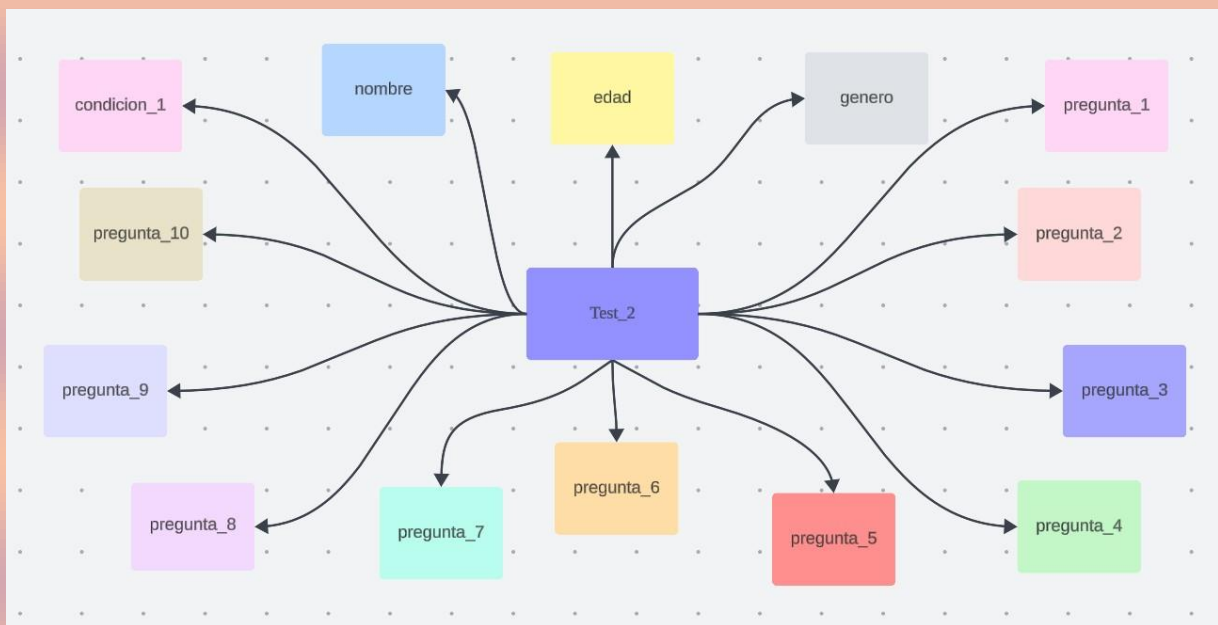 condicion_1
nombre
edad
genero
pregunta_1
pregunta_10
pregunta_2
Test_2
pregunta_9
pregunta_3
pregunta_8
pregunta_7
pregunta_6
pregunta_5
pregunta_4